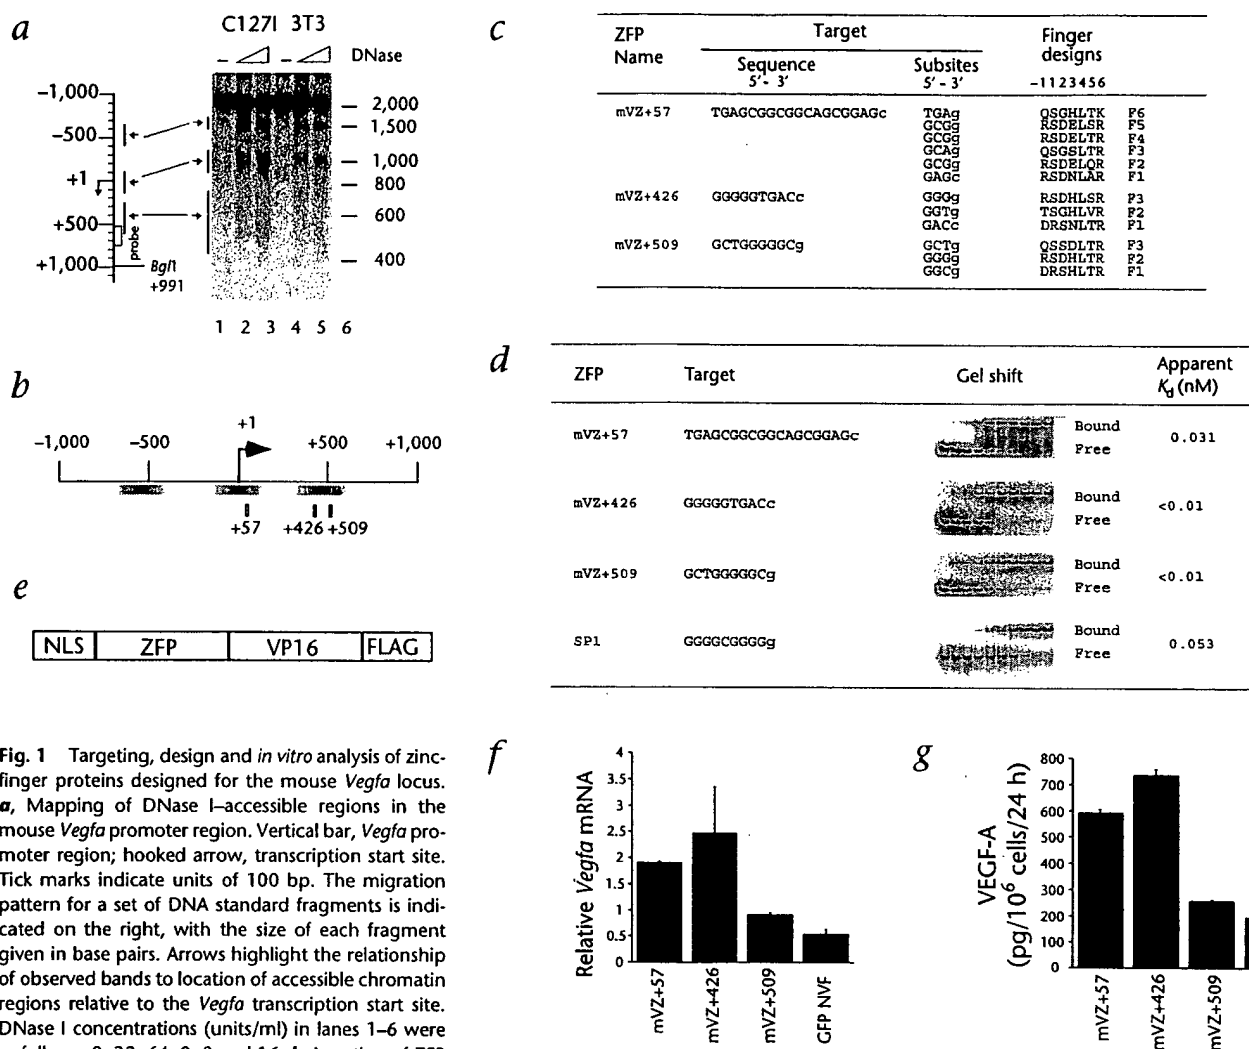 a
C127I 3T3
– – DNase
–1,000
–500
+1
+500
+1,000
probe
BglI
+991
2,000
1,500
1,000
800
600
400
1 2 3 4 5 6
b
+1
–1,000 –500 +500 +1,000
+57 +426 +509
e
NLS ZFP VP16 FLAG
Fig. 1 Targeting, design and in vitro analysis of zinc-
finger proteins designed for the mouse Vegfa locus.
a, Mapping of DNase I–accessible regions in the
mouse Vegfa promoter region. Vertical bar, Vegfa pro-
moter region; hooked arrow, transcription start site.
Tick marks indicate units of 100 bp. The migration
pattern for a set of DNA standard fragments is indi-
cated on the right, with the size of each fragment
given in base pairs. Arrows highlight the relationship
of observed bands to location of accessible chromatin
regions relative to the Vegfa transcription start site.
DNase I concentrations (units/ml) in lanes 1–6 were
c
ZFP Target Finger
Name designs
Sequence Subsites
5'- 3' 5'- 3' –1123456
mVZ+57 TGAGCGGCGGCAGCGGAGc TGAg QSGHLTK F6
GCGg RSDELSR F5
GCGg RSDELTR F4
GCAg QSGSLTR F3
GCGg RSDELQR F2
GAGc RSDNLAR F1
mVZ+426 GGGGGTGACc GGGg RSDHLSR F3
GGTg TSGHLVR F2
GACc DRSNLTR F1
mVZ+509 GCTGGGGGCg GCTg QSSDLTR F3
GGGg RSDHLTR F2
GGCg DRSHLTR F1
d
ZFP Target Gel shift Apparent
Kd (nM)
mVZ+57 TGAGCGGCGGCAGCGGAGc Bound 0.031
Free
mVZ+426 GGGGGTGACc Bound <0.01
Free
mVZ+509 GCTGGGGGCg Bound <0.01
Free
SP1 GGGGCGGGGg Bound 0.053
Free
f
Relative Vegfa mRNA
4
3.5
3
2.5
2
1.5
1
0.5
0
mVZ+57
mVZ+426
mVZ+509
GFP NVF
g
VEGF-A
(pg/10⁶ cells/24 h)
800
700
600
500
400
300
200
100
0
mVZ+57
mVZ+426
mVZ+509